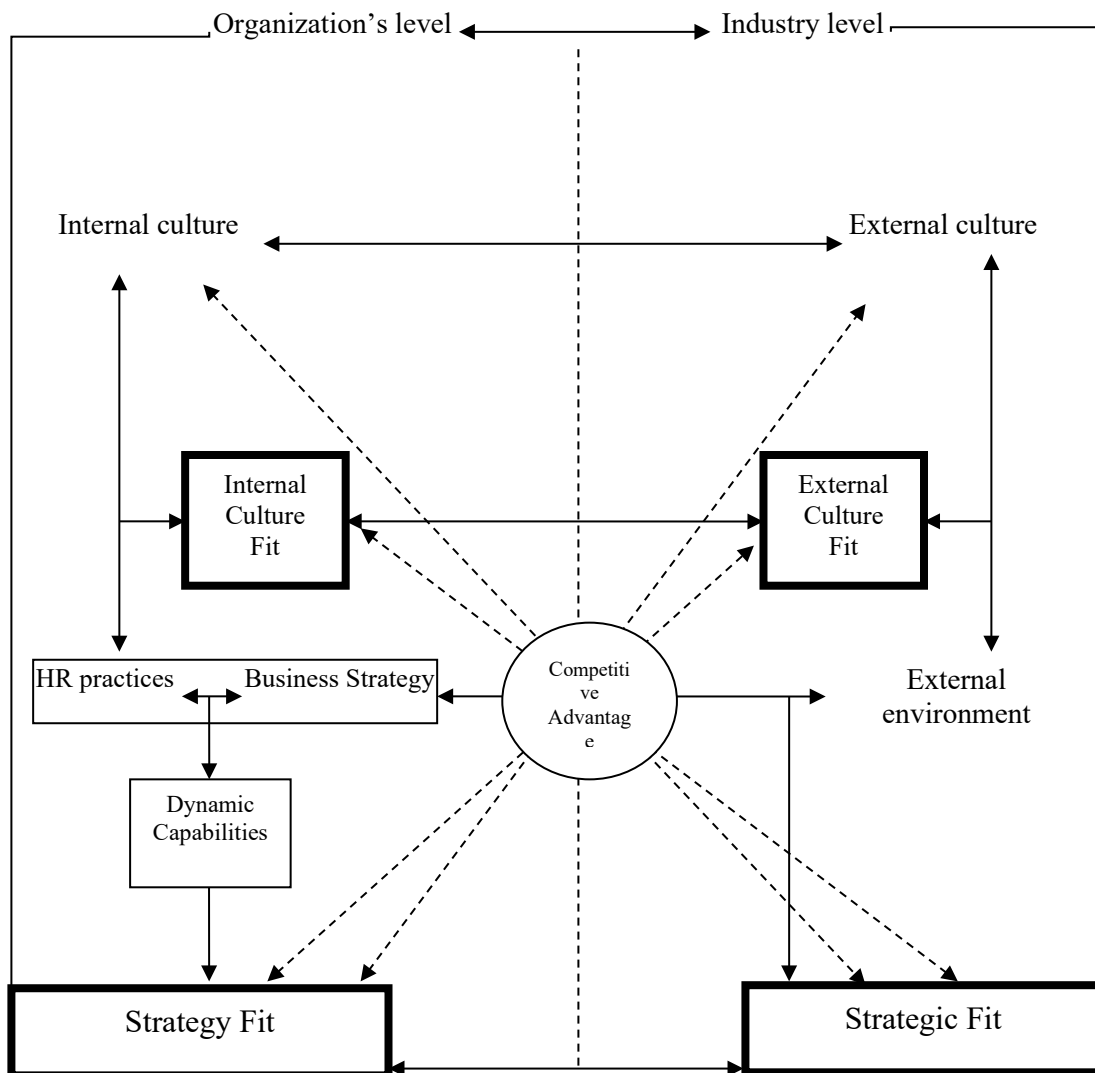 Organization’s level
Industry level
Internal culture
External culture
Internal
Culture
Fit
External
Culture
Fit
HR practices
Business Strategy
Competiti
ve
Advantag
e
External
environment
Dynamic
Capabilities
Strategy Fit
Strategic Fit